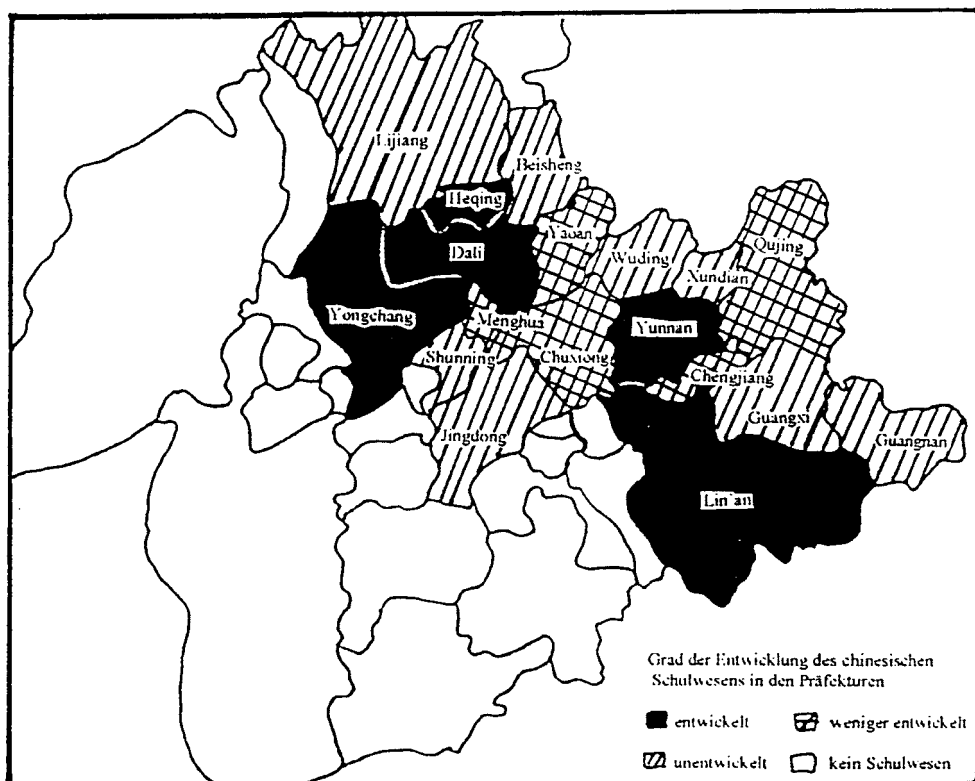 Lijiang
Beisheng
Heqing
Yaoan
Qujing
Dali
Wuding
Xundian
Yongchang
Menghua
Yunnan
Shunning
Chuxiong
Chengjiang
Guangxi
Jingdong
Guangnan
Lin'an
Grad der Entwicklung des chinesischen
Schulwesens in den Präfekturen
entwickelt
weniger entwickelt
unentwickelt
kein Schulwesen